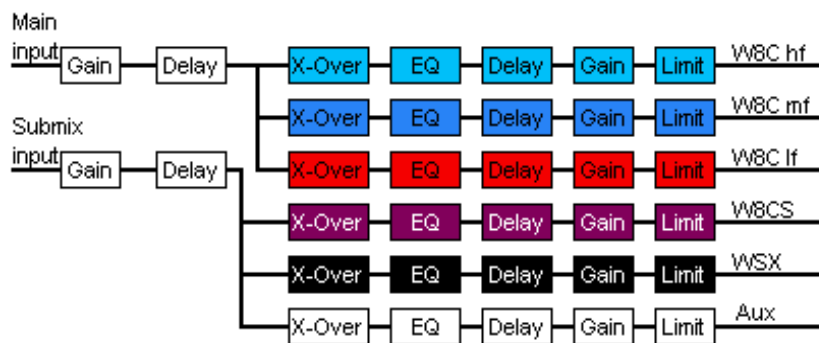 Main
input Gain Delay X-Over EQ Delay Gain Limit W8C hf
X-Over EQ Delay Gain Limit W8C mf
Submix
input Gain Delay X-Over EQ Delay Gain Limit W8C lf
X-Over EQ Delay Gain Limit W8CS
X-Over EQ Delay Gain Limit WSX
X-Over EQ Delay Gain Limit Aux